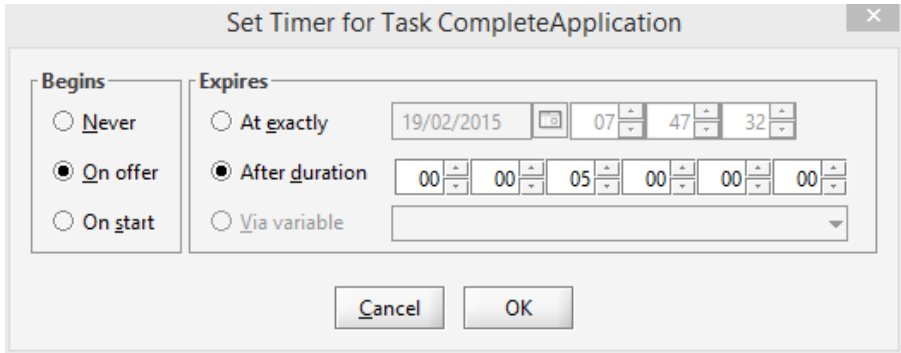 Set Timer for Task CompleteApplication
Begins
Never
On offer
On start
Expires
At exactly 19/02/2015 07 47 32
After duration 00 00 05 00 00 00
Via variable
Cancel OK